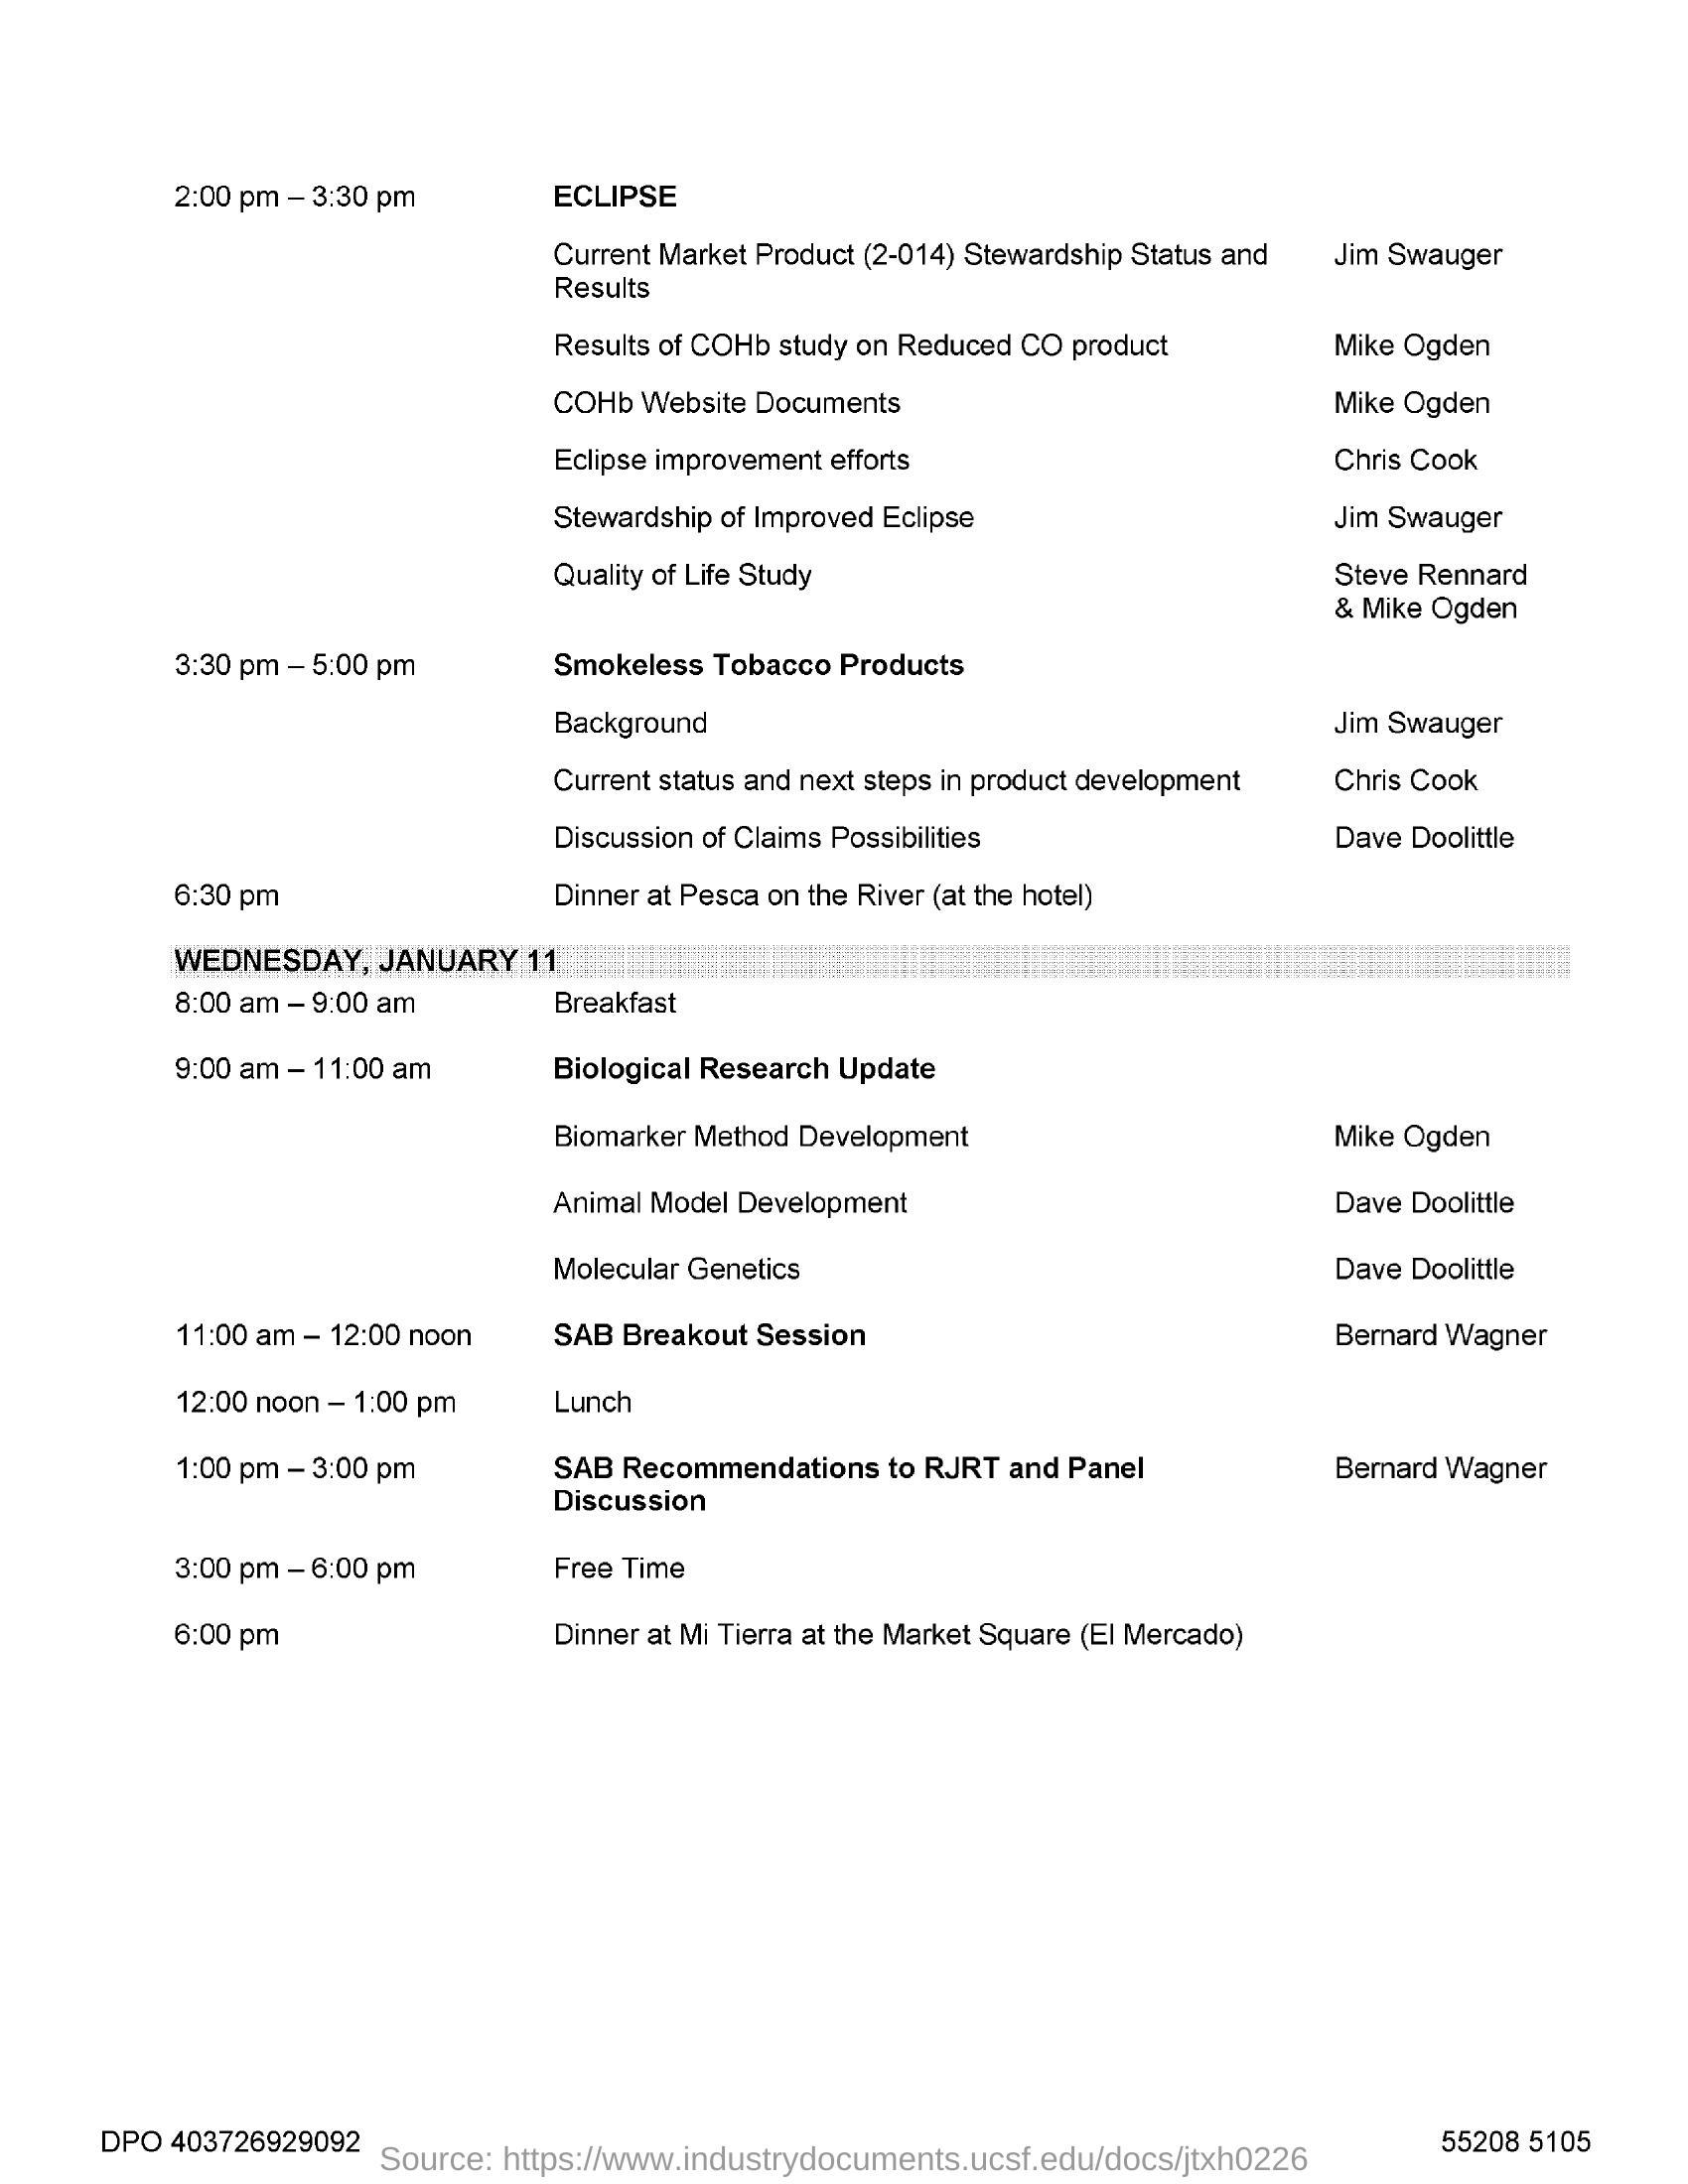 2:00 pm – 3:30 pm ECLIPSE
Current Market Product (2-014) Stewardship Status and Jim Swauger
Results
Results of COHb study on Reduced CO product Mike Ogden
COHb Website Documents Mike Ogden
Eclipse improvement efforts Chris Cook
Stewardship of Improved Eclipse Jim Swauger
Quality of Life Study Steve Rennard
& Mike Ogden
3:30 pm – 5:00 pm Smokeless Tobacco Products
Background Jim Swauger
Current status and next steps in product development Chris Cook
Discussion of Claims Possibilities Dave Doolittle
6:30 pm Dinner at Pesca on the River (at the hotel)
WEDNESDAY, JANUARY 11
8:00 am – 9:00 am Breakfast
9:00 am – 11:00 am Biological Research Update
Biomarker Method Development Mike Ogden
Animal Model Development Dave Doolittle
Molecular Genetics Dave Doolittle
11:00 am – 12:00 noon SAB Breakout Session Bernard Wagner
12:00 noon – 1:00 pm Lunch
1:00 pm – 3:00 pm SAB Recommendations to RJRT and Panel Bernard Wagner
Discussion
3:00 pm – 6:00 pm Free Time
6:00 pm Dinner at Mi Tierra at the Market Square (El Mercado)
DPO 403726929092 55208 5105
Source: https://www.industrydocuments.ucsf.edu/docs/jtxh0226